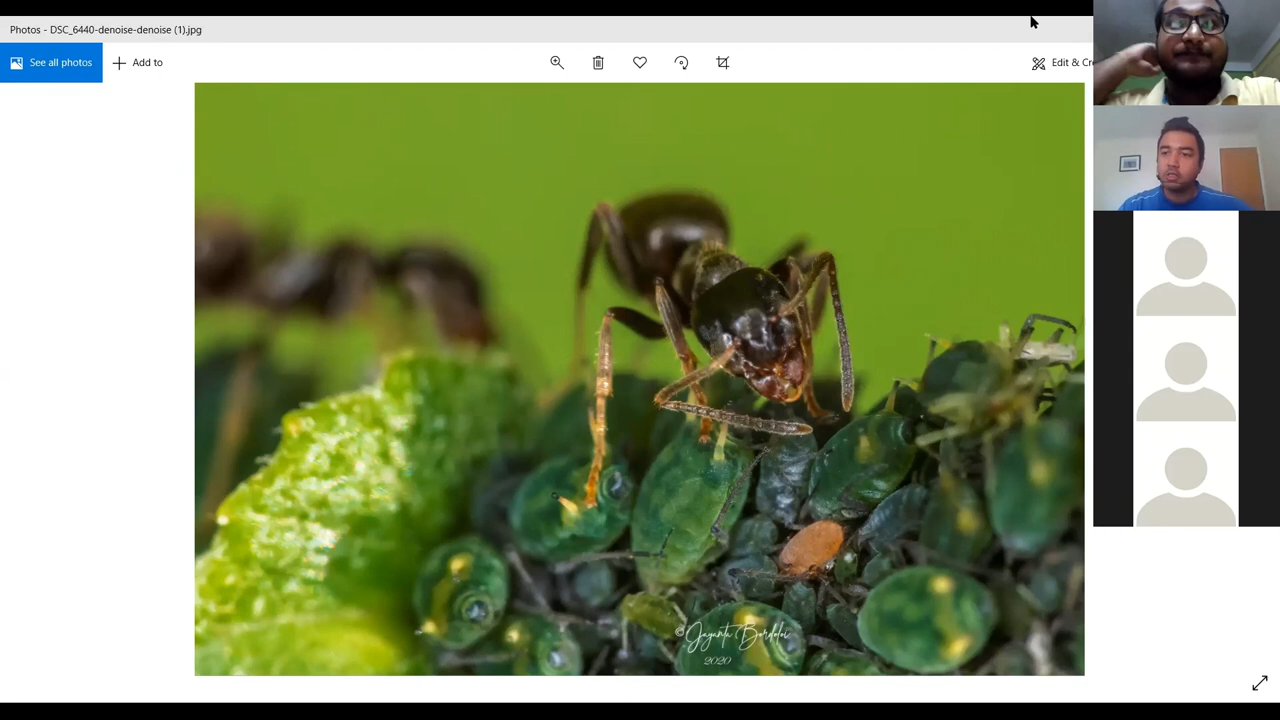 Photos - DSC_6440-denoise-denoise (1).jpg
See all photos
Add to
Edit & Cr
© Jayanta Bordoloi
2020